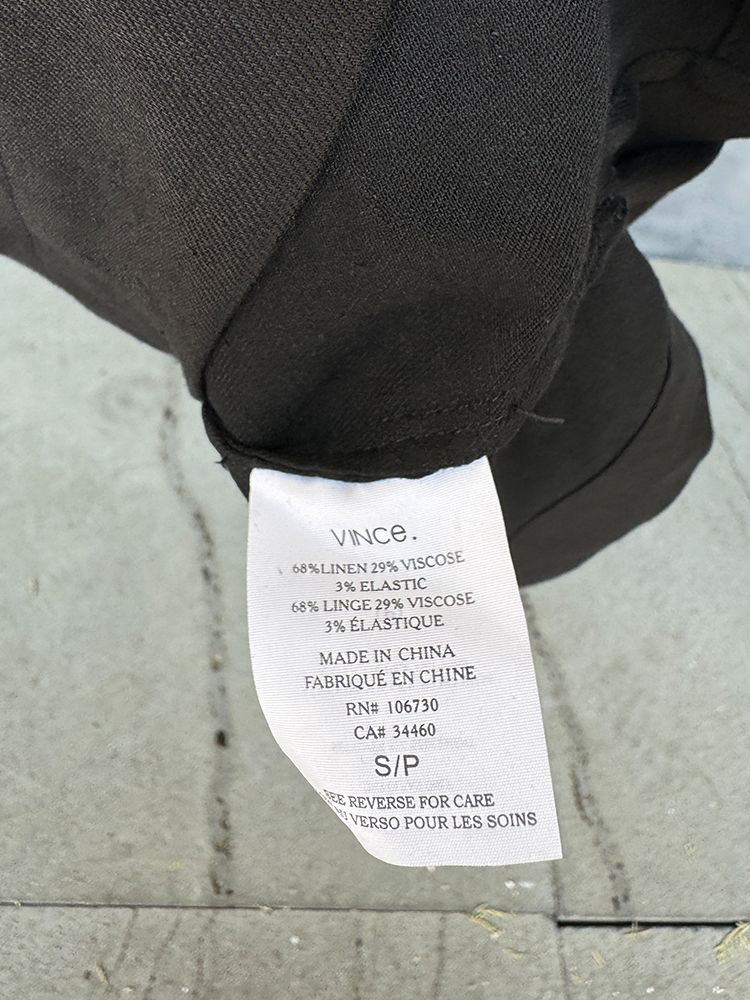 VINCe.
68%LINEN 29% VISCOSE
3% ELASTIC
68% LINGE 29% VISCOSE
3% ÉLASTIQUE
MADE IN CHINA
FABRIQUÉ EN CHINE
RN# 106730
CA# 34460
S/P
SEE REVERSE FOR CARE
VERSO POUR LES SOINS